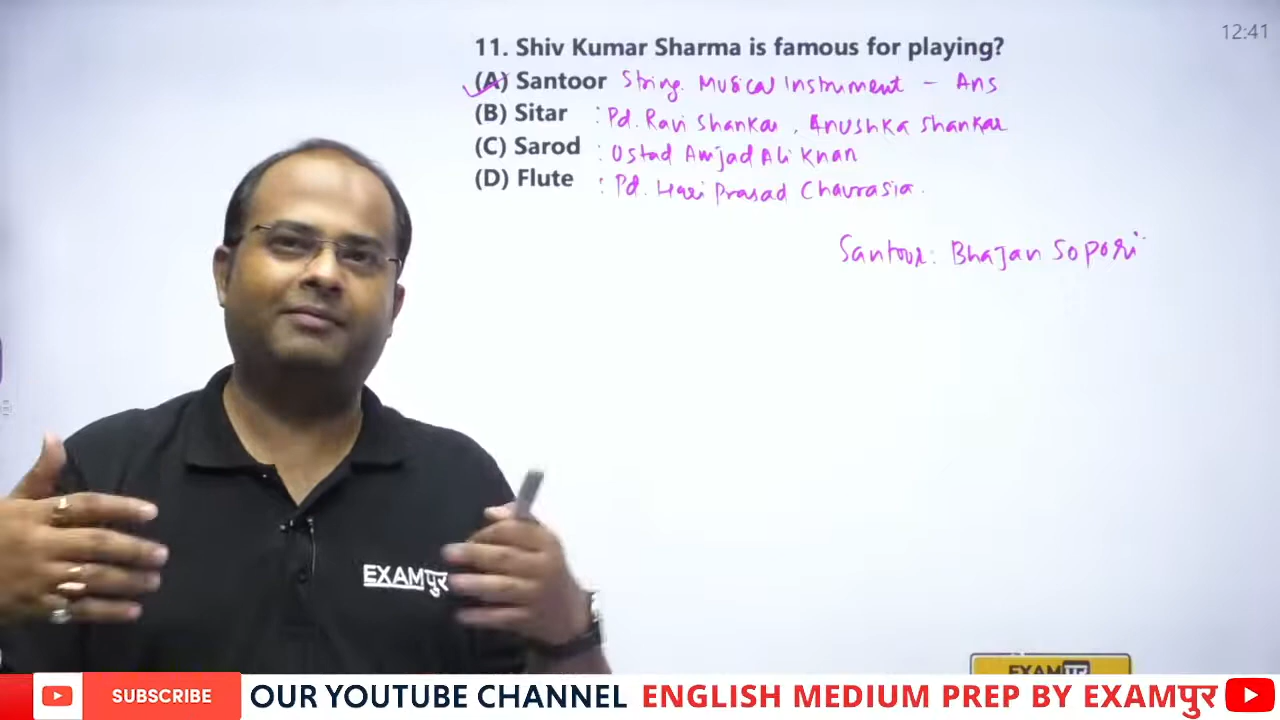 12:41
11. Shiv Kumar Sharma is famous for playing?
(A) Santoor String Musical Instrument - Ans
(B) Sitar : Pd. Ravi Shankar, Anushka Shankar
(C) Sarod : Ustad Amjad Ali Khan
(D) Flute : Pd. Hari Prasad Chaurasia.
Santour: Bhajan Sopori
EXAMपुर
EXAMपुर
SUBSCRIBE OUR YOUTUBE CHANNEL ENGLISH MEDIUM PREP BY EXAMपुर